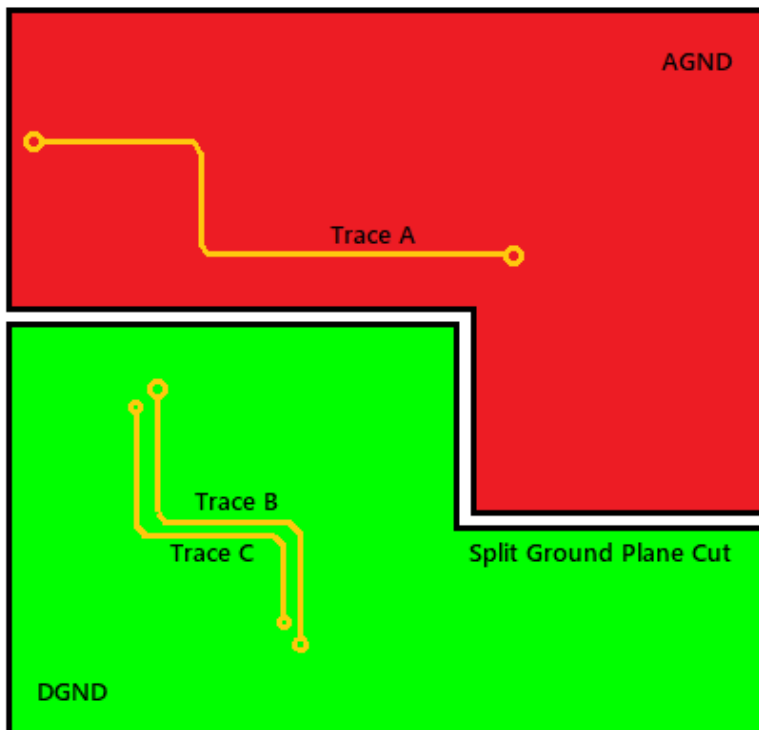 AGND
Trace A
Trace B
Trace C
Split Ground Plane Cut
DGND